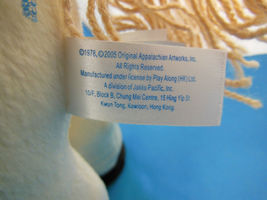 ©1978, ©2005 Original Appalachian Artworks, Inc.
All Rights Reserved.
Manufactured under license by Play Along (HK) Ltd.
A division of Jakks Pacific, Inc.
10/F, Block B, Chung Mei Centre, 15 Hing Yip St.
Kwun Tong, Kowloon, Hong Kong.